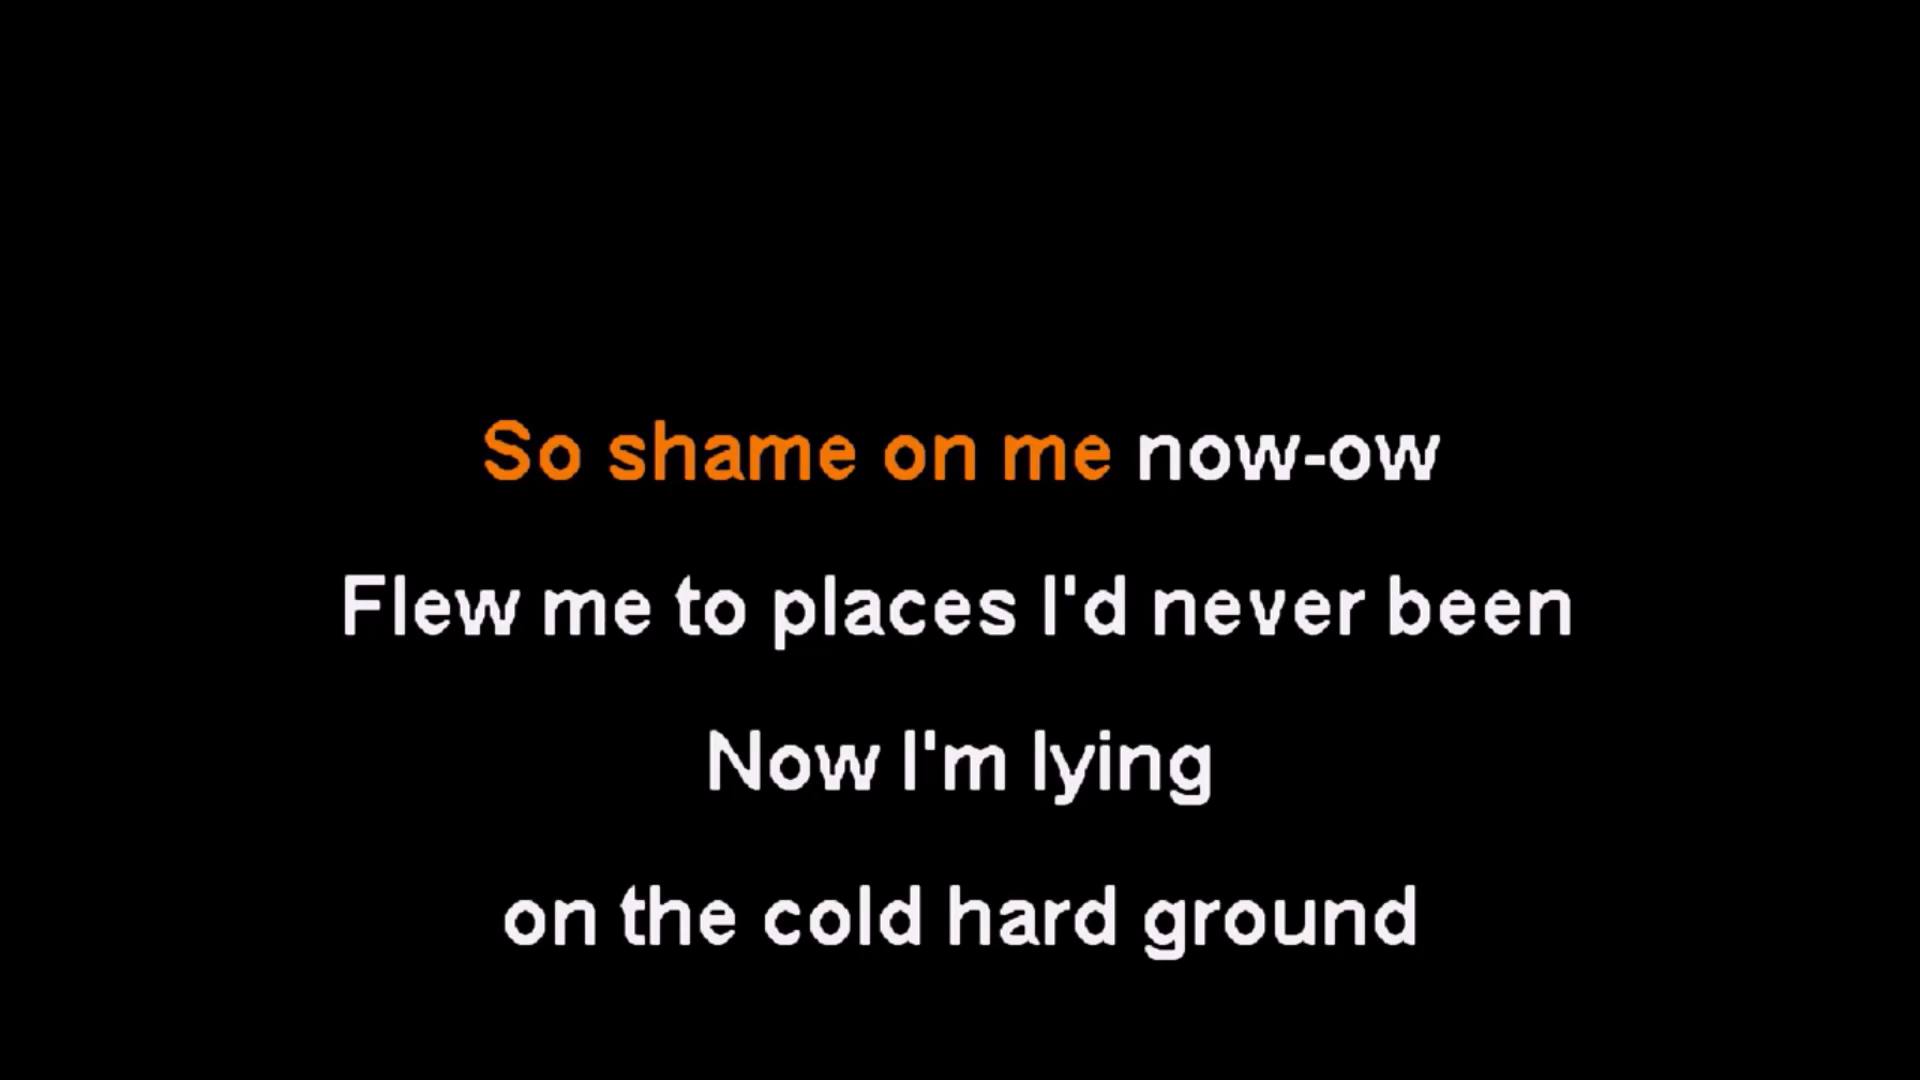 So shame on me now-ow
Flew me to places I'd never been
Now I'm lying
on the cold hard ground